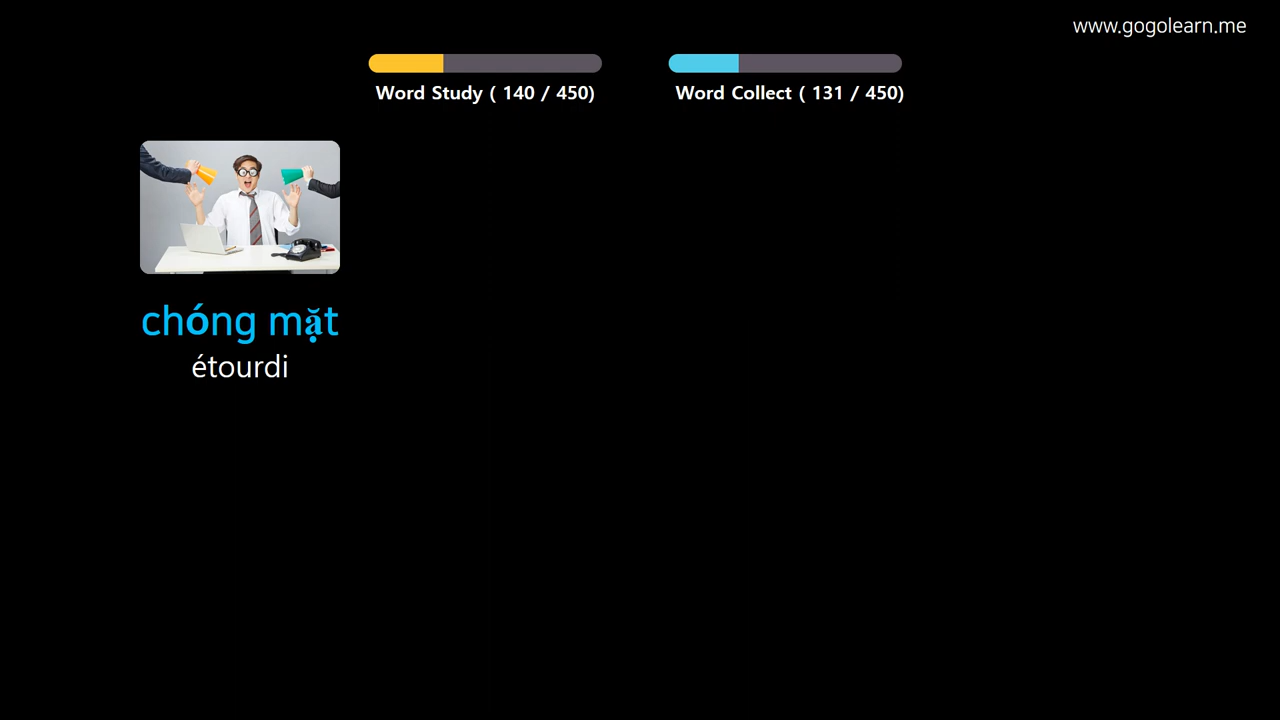 www.gogolearn.me
Word Study ( 140 / 450)
Word Collect ( 131 / 450)
chóng mặt
étourdi